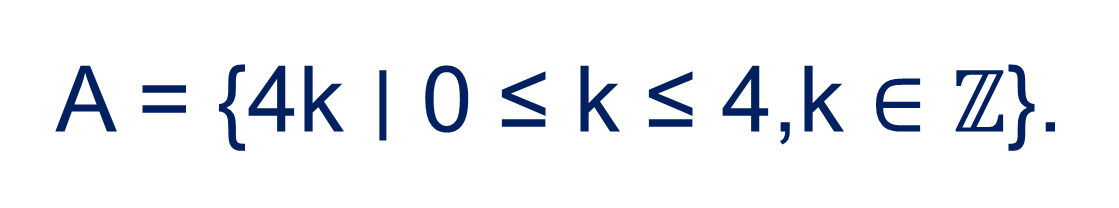 A = {4k | 0 ≤ k ≤ 4,k ∈ ℤ}.